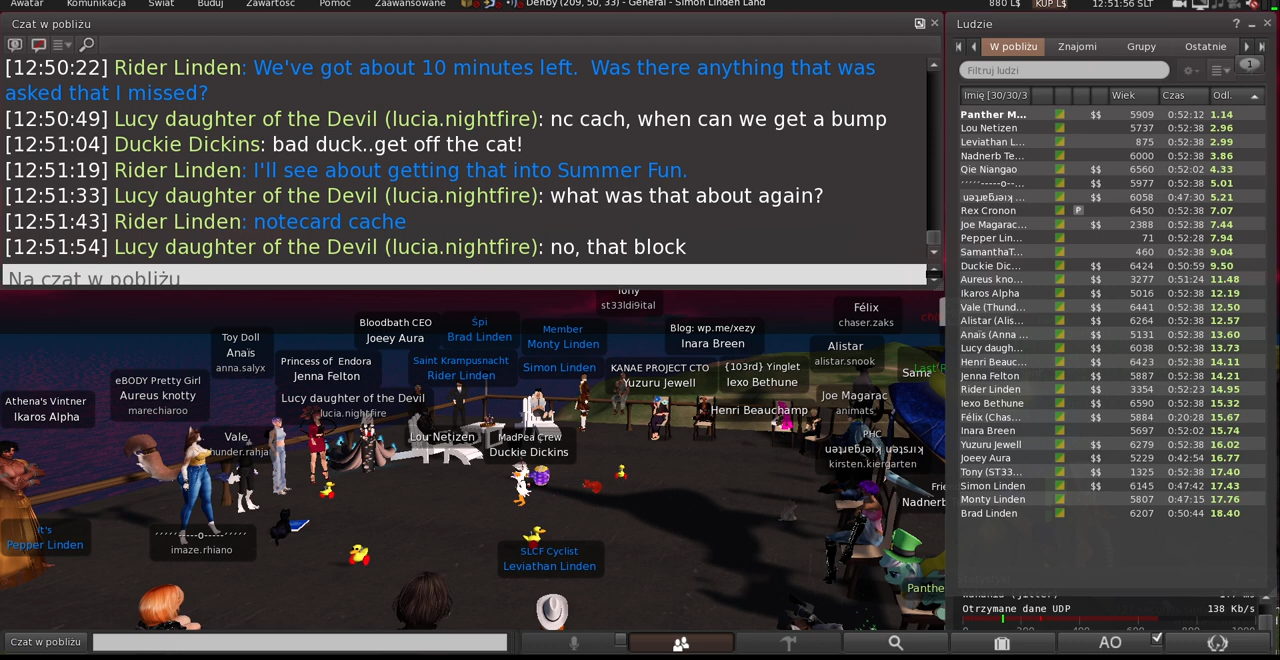 Awatar Komunikacja Świat Buduj Zawartość Pomoc Zaawansowane Denby (209, 50, 33) - General - Simon Linden Land 880 L$ KUP L$ 12:51:56 SLT
Czat w pobliżu
[12:50:22] Rider Linden: We've got about 10 minutes left. Was there anything that was
asked that I missed?
[12:50:49] Lucy daughter of the Devil (lucia.nightfire): nc cach, when can we get a bump
[12:51:04] Duckie Dickins: bad duck..get off the cat!
[12:51:19] Rider Linden: I'll see about getting that into Summer Fun.
[12:51:33] Lucy daughter of the Devil (lucia.nightfire): what was that about again?
[12:51:43] Rider Linden: notecard cache
[12:51:54] Lucy daughter of the Devil (lucia.nightfire): no, that block
Na czat w pobliżu
Tony
st33ldi9ital
Félix
chaser.zaks
Bloodbath CEO
Joeey Aura
Śpi
Brad Linden
Member
Monty Linden
Blog: wp.me/xezy
Inara Breen
Toy Doll
Anaïs
anna.salyx
Alistar
alistar.snook
Princess of Endora
Jenna Felton
Saint Krampusnacht
Rider Linden
Simon Linden
KANAE PROJECT CTO
Yuzuru Jewell
{103rd} Yinglet
Iexo Bethune
eBODY Pretty Girl
Aureus knotty
marechiaroo
Athena's Vintner
Ikaros Alpha
Lucy daughter of the Devil
lucia.nightfire
Henri Beauchamp
Joe Magarac
animats
Vale
thunder.rahja
Lou Netizen
MadPea Crew
Duckie Dickins
PHC
kirsten.kiergarten
It's
Pepper Linden
′′′′′-----o-----′′′′′
imaze.rhiano
SLCF Cyclist
Leviathan Linden
Nadnerb
Panthe
Czat w pobliżu
Ludzie
W pobliżu Znajomi Grupy Ostatnie
Filtruj ludzi
1
Imię [30/30/3 Wiek Czas Odl.
Panther M... $$ 5909 0:52:12 1.14
Lou Netizen 5737 0:52:38 2.96
Leviathan L... 875 0:52:38 2.99
Nadnerb Te... 6000 0:52:38 3.86
Qie Niangao $$ 6560 0:52:02 4.33
′′′′′-----o--... $$ 5977 0:52:38 5.01
uǝʇɹɐƃɹǝıʞ ... $$ 6058 0:47:30 5.21
Rex Cronon P 6450 0:52:38 7.07
Joe Magarac... $$ 2388 0:52:38 7.44
Pepper Lin... 71 0:52:28 7.94
SamanthaT... 460 0:52:38 9.04
Duckie Dic... $$ 6424 0:50:59 9.50
Aureus kno... $$ 3277 0:51:24 11.48
Ikaros Alpha $$ 5016 0:52:38 12.19
Vale (Thund... $$ 6441 0:52:38 12.50
Alistar (Alis... $$ 6264 0:52:38 12.57
Anaïs (Anna ... $$ 5131 0:52:38 13.60
Lucy daugh... $$ 6038 0:52:38 13.73
Henri Beauc... $$ 6423 0:52:38 14.11
Jenna Felton $$ 5887 0:52:38 14.21
Rider Linden $$ 3354 0:52:23 14.95
Iexo Bethune $$ 6590 0:52:38 15.32
Félix (Chas... $$ 5884 0:20:28 15.67
Inara Breen 5697 0:52:02 15.74
Yuzuru Jewell $$ 6279 0:52:38 16.02
Joeey Aura $$ 5229 0:42:54 16.77
Tony (ST33... $$ 1325 0:52:38 17.40
Simon Linden $$ 6145 0:47:42 17.43
Monty Linden 5807 0:47:15 17.76
Brad Linden 6207 0:50:44 18.40
Otrzymane dane UDP 138 Kb/s
AO